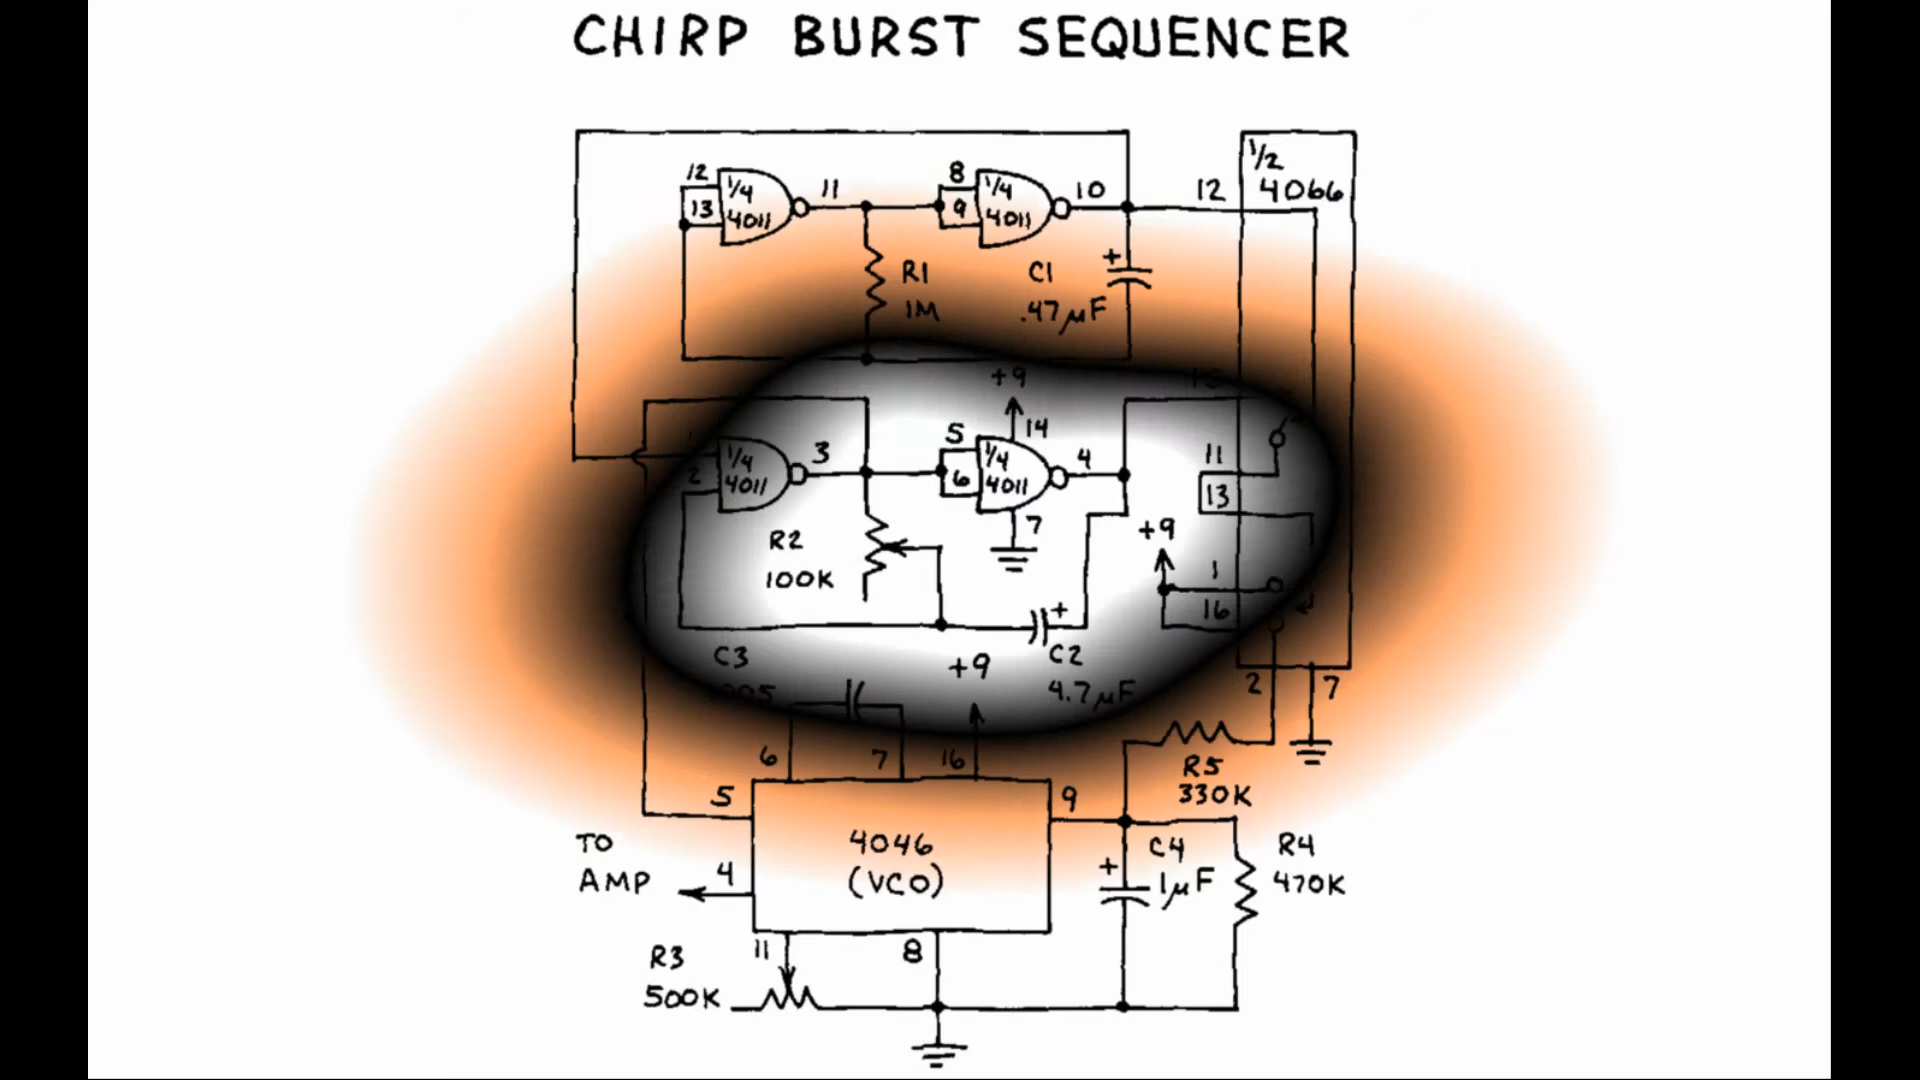 CHIRP BURST SEQUENCER
1/2
4066
12
13
1/4
4011
11
8
9
1/4
4011
10
12
R1
1M
C1
+
.47µF
+9
14
2
1/4
4011
3
5
6
1/4
4011
4
7
11
13
R2
100K
+9
1
16
C3
+9
+
C2
4.7µF
2
7
6
7
16
R5
330K
5
9
4046
(VCO)
TO
AMP
4
+
C4
1µF
R4
470K
R3
500K
11
8